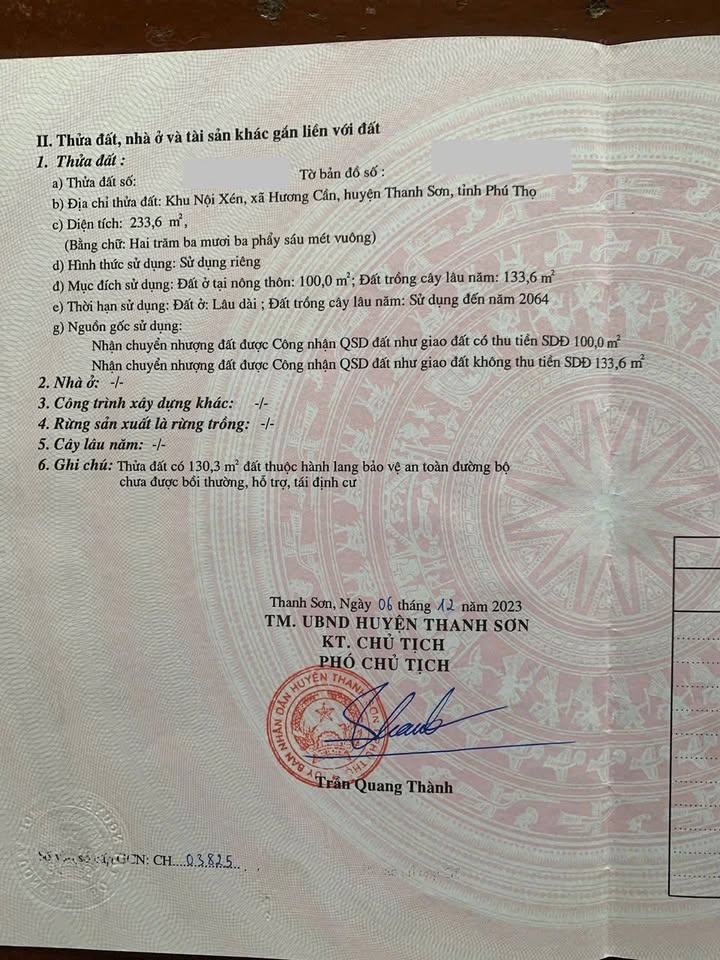 II. Thửa đất, nhà ở và tài sản khác gắn liền với đất
1. Thửa đất :
a) Thửa đất số: Tờ bản đồ số :
b) Địa chỉ thửa đất: Khu Nội Xén, xã Hương Cần, huyện Thanh Sơn, tỉnh Phú Thọ
c) Diện tích: 233,6 m²,
(Bằng chữ: Hai trăm ba mươi ba phẩy sáu mét vuông)
d) Hình thức sử dụng: Sử dụng riêng
đ) Mục đích sử dụng: Đất ở tại nông thôn: 100,0 m²; Đất trồng cây lâu năm: 133,6 m²
e) Thời hạn sử dụng: Đất ở: Lâu dài ; Đất trồng cây lâu năm: Sử dụng đến năm 2064
g) Nguồn gốc sử dụng:
Nhận chuyển nhượng đất được Công nhận QSD đất như giao đất có thu tiền SDĐ 100,0 m²
Nhận chuyển nhượng đất được Công nhận QSD đất như giao đất không thu tiền SDĐ 133,6 m²
2. Nhà ở: -/-
3. Công trình xây dựng khác: -/-
4. Rừng sản xuất là rừng trồng: -/-
5. Cây lâu năm: -/-
6. Ghi chú: Thửa đất có 130,3 m² đất thuộc hành lang bảo vệ an toàn đường bộ
chưa được bồi thường, hỗ trợ, tái định cư
Thanh Sơn, Ngày 06 tháng 12 năm 2023
TM. UBND HUYỆN THANH SƠN
KT. CHỦ TỊCH
PHÓ CHỦ TỊCH
ỦY BAN NHÂN DÂN HUYỆN THANH SƠN
Trần Quang Thành
Số vào sổ cấp GCN: CH 03825